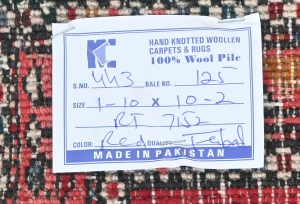 KC
HAND KNOTTED WOOLLEN
CARPETS & RUGS
100% Wool Pile
S.NO. 443 BALE NO. 125
SIZE 1-10 x 10-2
RT 7152
COLOR: Red QUALITY:
MADE IN PAKISTAN